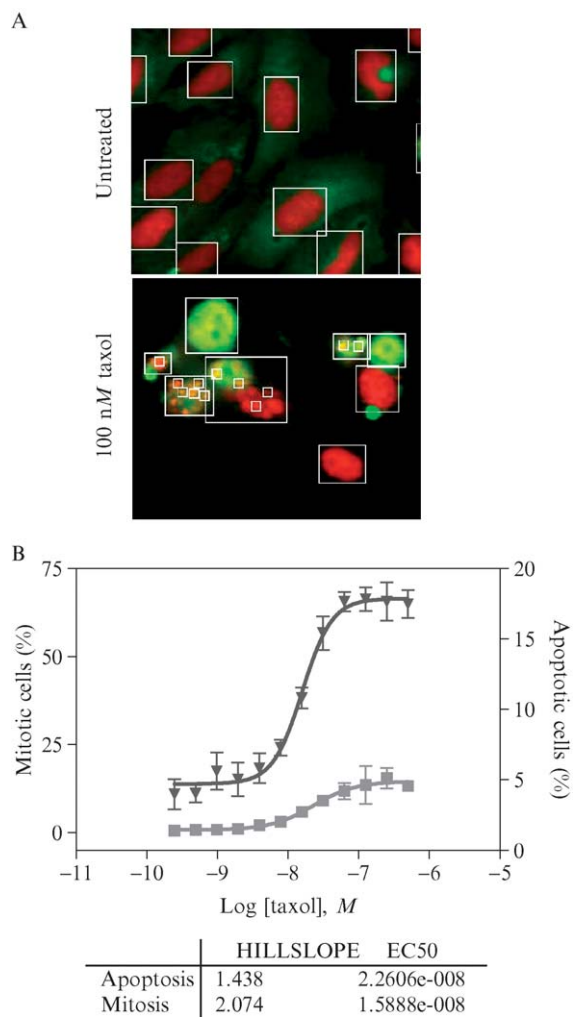 A
Untreated
100 nM taxol
B
Mitotic cells (%)
75
50
25
0
20
15
10
5
0
Apoptotic cells (%)
−11 −10 −9 −8 −7 −6 −5
Log [taxol], M
HILLSLOPE EC50
Apoptosis 1.438 2.2606e-008
Mitosis 2.074 1.5888e-008